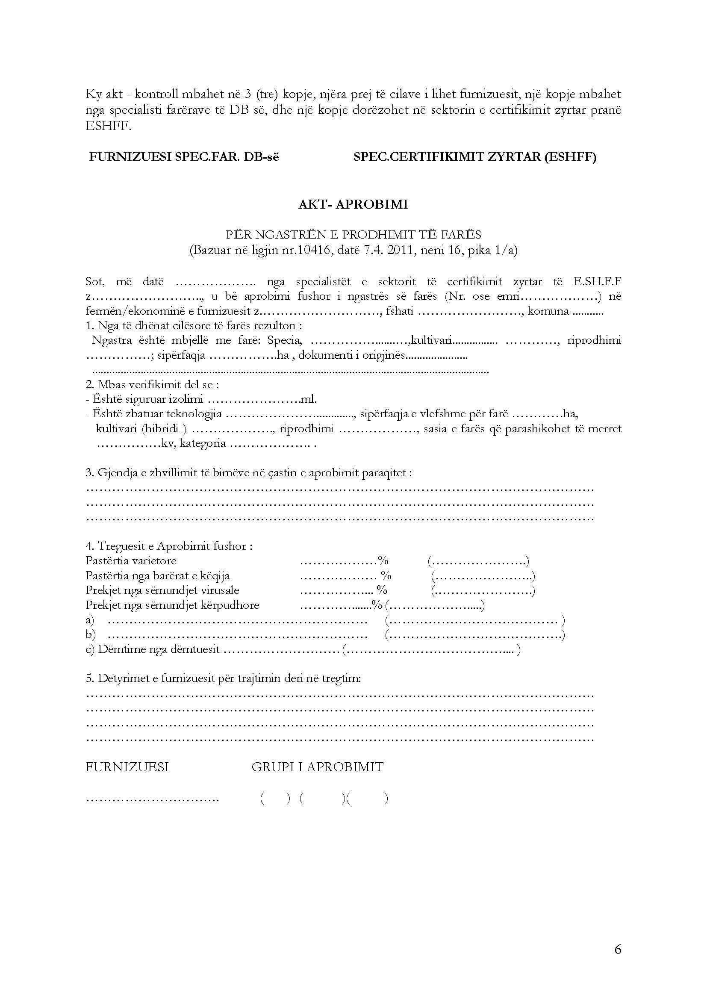 Ky akt - kontroll mbahet në 3 (tre) kopje, njëra prej të cilave i lihet furnizuesit, një kopje mbahet
nga specialisti farërave të DB-së, dhe një kopje dorëzohet në sektorin e certifikimit zyrtar pranë
ESHFF.
FURNIZUESI SPEC.FAR. DB-së SPEC.CERTIFIKIMIT ZYRTAR (ESHFF)
AKT- APROBIMI
PËR NGASTRËN E PRODHIMIT TË FARËS
(Bazuar në ligjin nr.10416, datë 7.4. 2011, neni 16, pika 1/a)
Sot, më datë ………………. nga specialistët e sektorit të certifikimit zyrtar të E.SH.F.F
z…………………….., u bë aprobimi fushor i ngastrës së farës (Nr. ose emri………………) në
fermën/ekonominë e furnizuesit z………………………, fshati ……………………, komuna ...........
1. Nga të dhënat cilësore të farës rezulton :
Ngastra është mbjellë me farë: Specia, …………….......…,kultivari................ …………, riprodhimi
……………; sipërfaqja …………….ha , dokumenti i origjinës......................
...........................................................................................................................................
2. Mbas verifikimit del se :
- Është siguruar izolimi ………………….ml.
- Është zbatuar teknologjia …………………............., sipërfaqja e vlefshme për farë …………ha,
kultivari (hibridi ) ………………., riprodhimi ………………, sasia e farës që parashikohet të merret
……………kv, kategoria ………………. .
3. Gjendja e zhvillimit të bimëve në çastin e aprobimit paraqitet :
………………………………………………………………………………………………………
………………………………………………………………………………………………………
………………………………………………………………………………………………………
4. Treguesit e Aprobimit fushor :
Pastërtia varietore ………………% (………………….)
Pastërtia nga barërat e këqija ……………… % (…………………..)
Prekjet nga sëmundjet virusale ……………... % (………………….)
Prekjet nga sëmundjet kërpudhore …………......% (……………….....)
a) …………………………………………………… (………………………………… )
b) …………………………………………………… (………………………………….)
c) Dëmtime nga dëmtuesit ……………………… (………………………………... )
5. Detyrimet e furnizuesit për trajtimin deri në tregtim:
………………………………………………………………………………………………………
………………………………………………………………………………………………………
………………………………………………………………………………………………………
………………………………………………………………………………………………………
FURNIZUESI GRUPI I APROBIMIT
…………………………. ( ) ( )( )
6